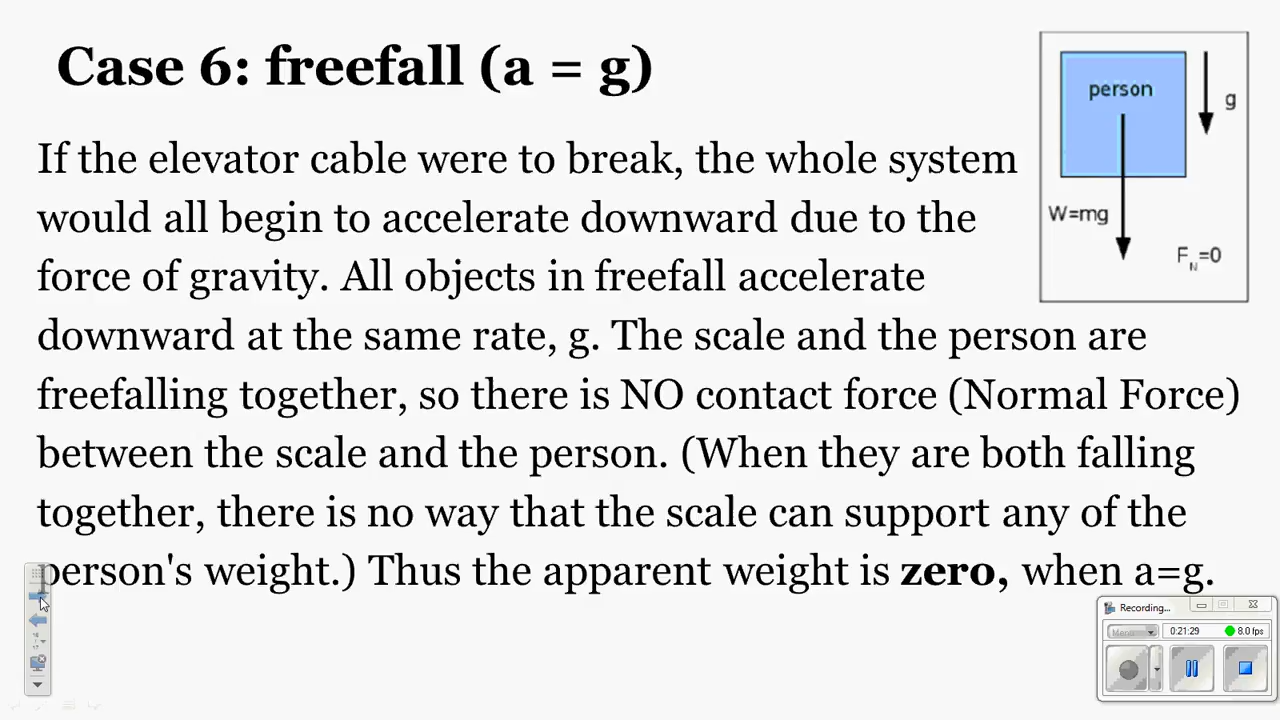 Case 6: freefall (a = g)
person
g
W=mg
F_N=0
If the elevator cable were to break, the whole system
would all begin to accelerate downward due to the
force of gravity. All objects in freefall accelerate
downward at the same rate, g. The scale and the person are
freefalling together, so there is NO contact force (Normal Force)
between the scale and the person. (When they are both falling
together, there is no way that the scale can support any of the
person's weight.) Thus the apparent weight is zero, when a=g.
Recording...
Menu
0:21:29
8.0 fps